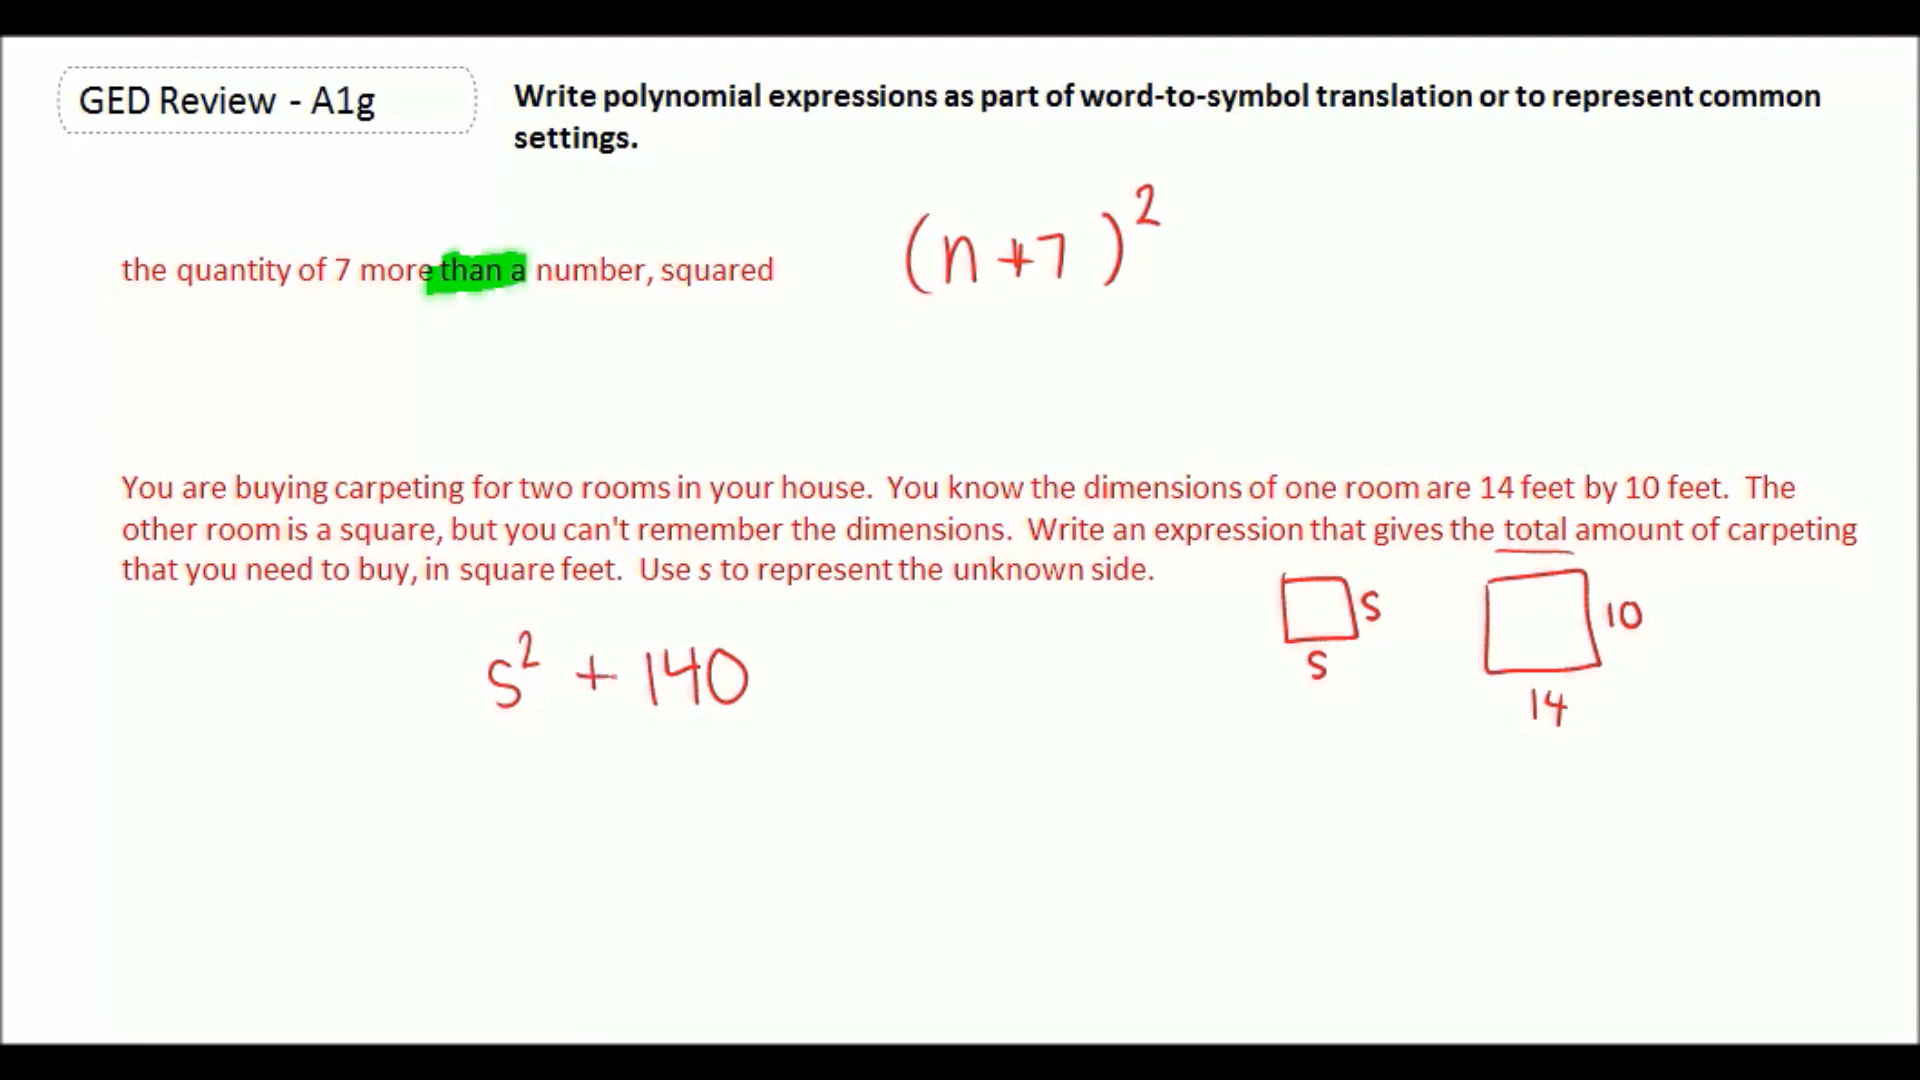 GED Review - A1g
Write polynomial expressions as part of word-to-symbol translation or to represent common
settings.
the quantity of 7 more than a number, squared
(n+7)²
You are buying carpeting for two rooms in your house. You know the dimensions of one room are 14 feet by 10 feet. The
other room is a square, but you can't remember the dimensions. Write an expression that gives the total amount of carpeting
that you need to buy, in square feet. Use s to represent the unknown side.
s² + 140
s
s
10
14